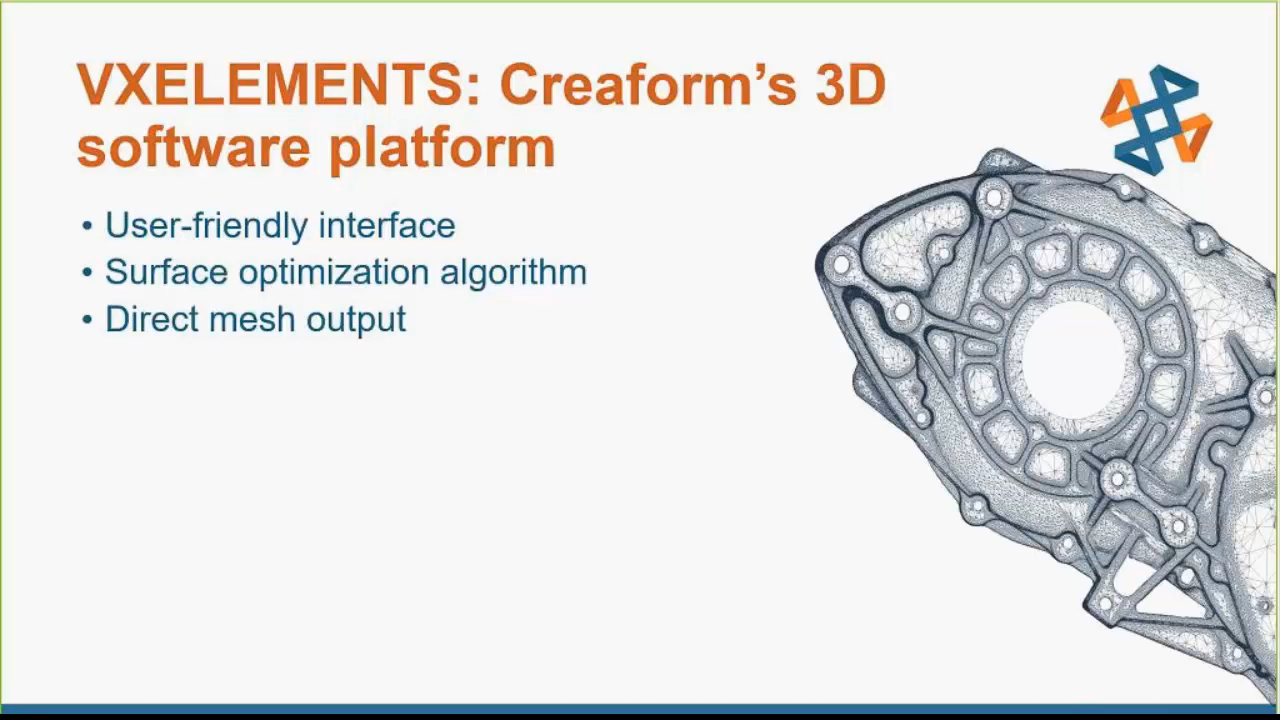 VXELEMENTS: Creaform’s 3D
software platform
• User-friendly interface
• Surface optimization algorithm
• Direct mesh output